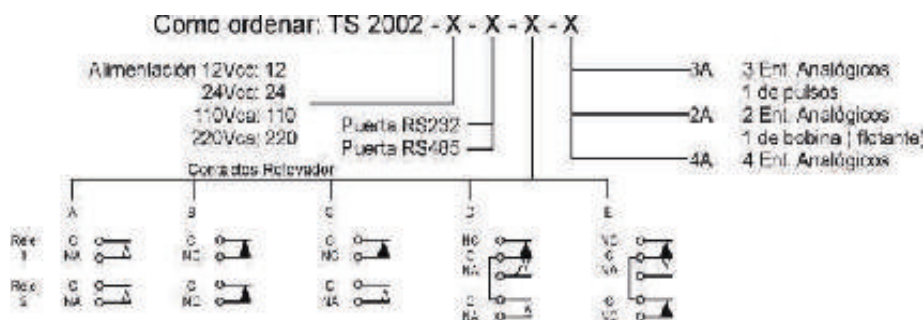 Como ordenar: TS 2002 - X - X - X - X
Alimentación 12Vcc: 12
24Vcc: 24
110Vca: 110
220Vca: 220
Puerta RS232
Puerta RS485
3A 3 Ent. Analógicos
1 de pulsos
2A 2 Ent. Analógicos
1 de bobina ( flotante)
4A 4 Ent. Analógicos
Contactos Relevador
A B C D E
Rele 1
C C C NC NC
NA NC NC C C
NA NA
Rele 2
C C C C C
NA NC NA NA NC